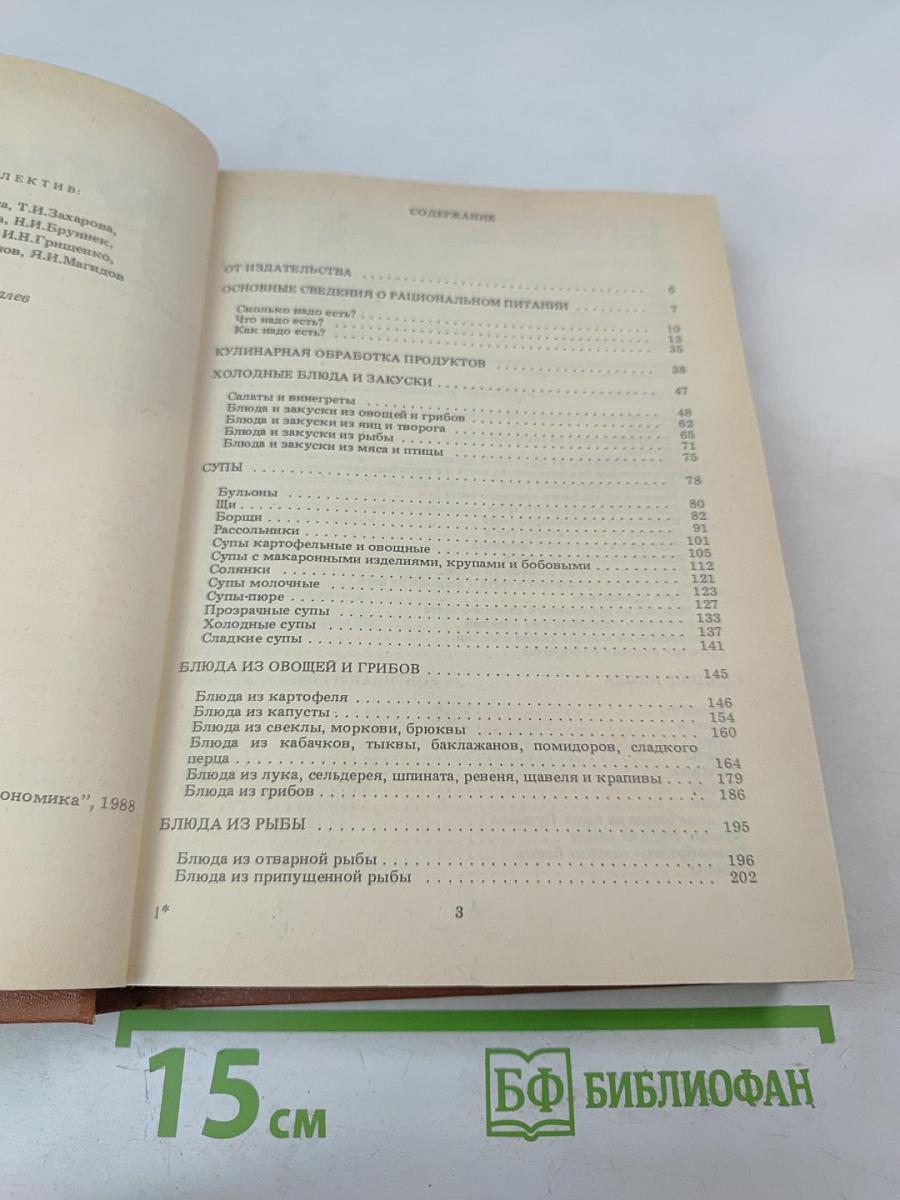 ЛЕКТИВ:
а, Т.И.Захарова,
а, Н.И.Бруннек,
И.Н.Грищенко,
нов, Я.И.Магидов
алев
ономика”, 1988
СОДЕРЖАНИЕ
ОТ ИЗДАТЕЛЬСТВА 6
ОСНОВНЫЕ СВЕДЕНИЯ О РАЦИОНАЛЬНОМ ПИТАНИИ 7
Сколько надо есть? 10
Что надо есть? 13
Как надо есть? 35
КУЛИНАРНАЯ ОБРАБОТКА ПРОДУКТОВ 38
ХОЛОДНЫЕ БЛЮДА И ЗАКУСКИ 47
Салаты и винегреты 48
Блюда и закуски из овощей и грибов 62
Блюда и закуски из яиц и творога 65
Блюда и закуски из рыбы 71
Блюда и закуски из мяса и птицы 75
СУПЫ 78
Бульоны 80
Щи 82
Борщи 91
Рассольники 101
Супы картофельные и овощные 105
Супы с макаронными изделиями, крупами и бобовыми 112
Солянки 121
Супы молочные 123
Супы-пюре 127
Прозрачные супы 133
Холодные супы 137
Сладкие супы 141
БЛЮДА ИЗ ОВОЩЕЙ И ГРИБОВ 145
Блюда из картофеля 146
Блюда из капусты 154
Блюда из свеклы, моркови, брюквы 160
Блюда из кабачков, тыквы, баклажанов, помидоров, сладкого
перца 164
Блюда из лука, сельдерея, шпината, ревеня, щавеля и крапивы 179
Блюда из грибов 186
БЛЮДА ИЗ РЫБЫ 195
Блюда из отварной рыбы 196
Блюда из припущенной рыбы 202
1* 3
15 см
БФ БИБЛИОФАН